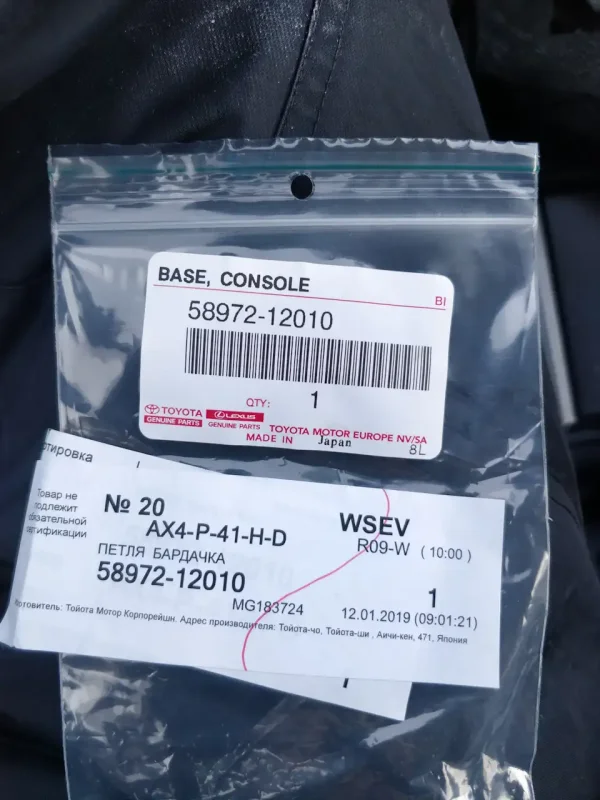 BASE, CONSOLE
BI
58972-12010
QTY: 1
TOYOTA
GENUINE PARTS
LEXUS
GENUINE PARTS
TOYOTA MOTOR EUROPE NV/SA
MADE IN Japan
8L
тировка
Товар не
подлежит
обязательной
сертификации
№ 20
AX4-P-41-H-D
WSEV
R09-W (10:00)
ПЕТЛЯ БАРДАЧКА
58972-12010
1
MG183724
12.01.2019 (09:01:21)
готовитель: Тойота Мотор Корпорейшн. Адрес производителя: Тойота-чо, Тойота-ши , Аичи-кен, 471, Япония